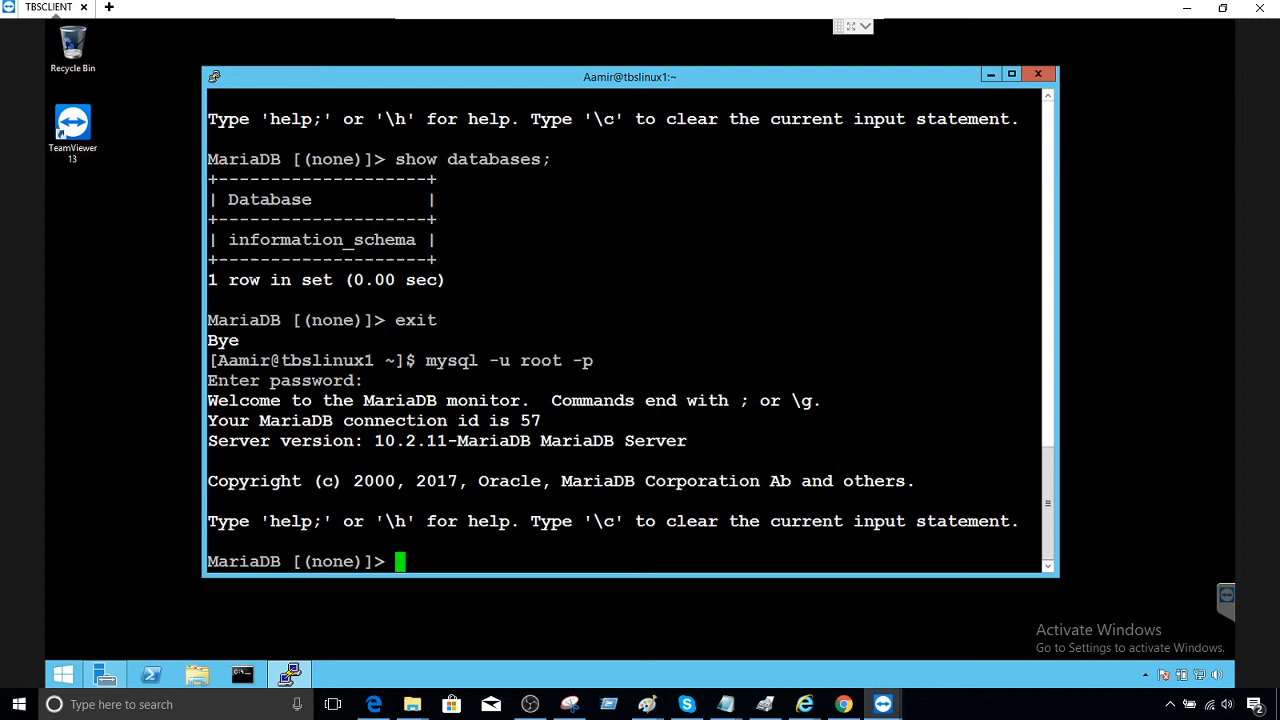 TBSCLIENT
Recycle Bin
TeamViewer
13
Aamir@tbslinux1:~
Type 'help;' or '\h' for help. Type '\c' to clear the current input statement.
MariaDB [(none)]> show databases;
+--------------------+
| Database           |
+--------------------+
| information_schema |
+--------------------+
1 row in set (0.00 sec)
MariaDB [(none)]> exit
Bye
[Aamir@tbslinux1 ~]$ mysql -u root -p
Enter password:
Welcome to the MariaDB monitor.  Commands end with ; or \g.
Your MariaDB connection id is 57
Server version: 10.2.11-MariaDB MariaDB Server
Copyright (c) 2000, 2017, Oracle, MariaDB Corporation Ab and others.
Type 'help;' or '\h' for help. Type '\c' to clear the current input statement.
MariaDB [(none)]>
Activate Windows
Go to Settings to activate Windows.
Type here to search
2